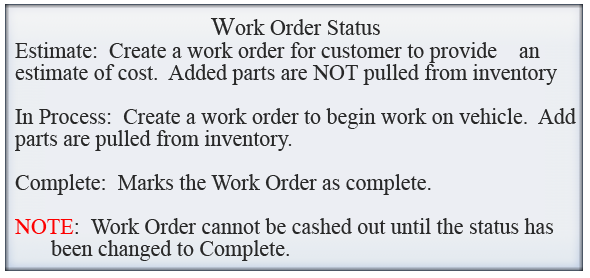 Work Order Status
Estimate:  Create a work order for customer to provide    an
estimate of cost.  Added parts are NOT pulled from inventory
In Process:  Create a work order to begin work on vehicle.  Add
parts are pulled from inventory.
Complete:  Marks the Work Order as complete.
NOTE:  Work Order cannot be cashed out until the status has
been changed to Complete.